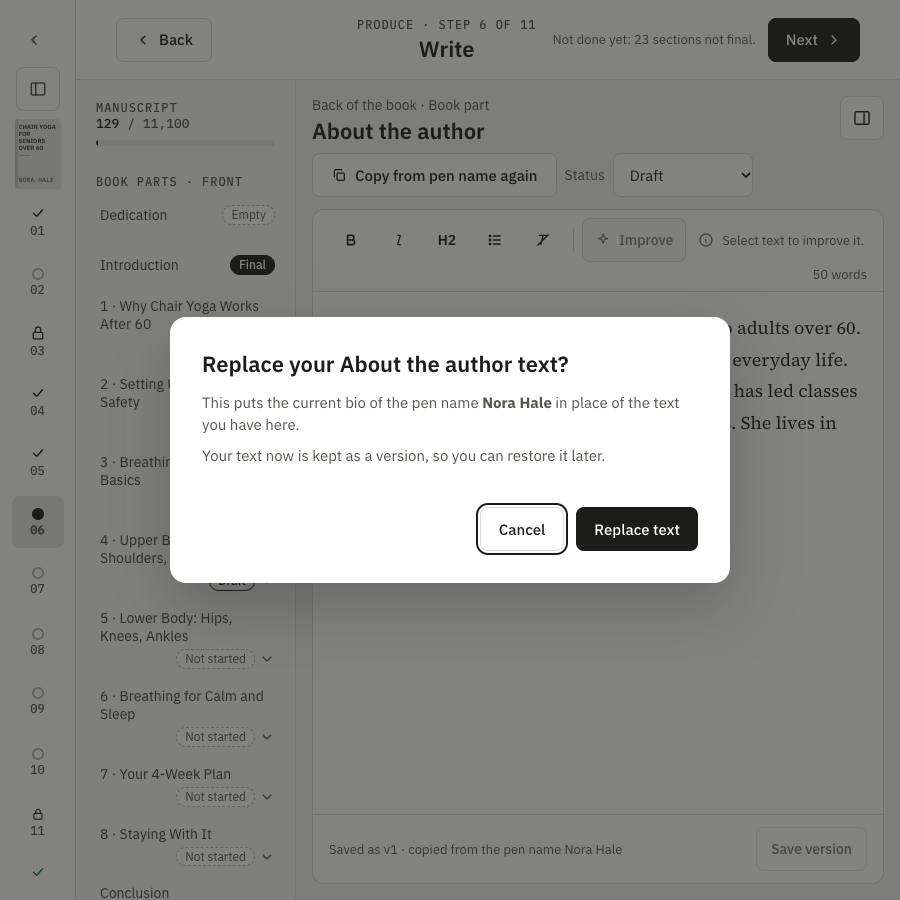 PRODUCE · STEP 6 OF 11
Back
Write
Not done yet: 23 sections not final.
Next
CHAIR YOGA
FOR
SENIORS
OVER 60
NORA HALE
01
02
03
04
05
06
07
08
09
10
11
MANUSCRIPT
129 / 11,100
BOOK PARTS · FRONT
Dedication
Empty
Introduction
Final
1 · Why Chair Yoga Works
After 60
2 · Setting
Safety
3 · Breathin
Basics
4 · Upper B
Shoulders,
Draft
5 · Lower Body: Hips,
Knees, Ankles
Not started
6 · Breathing for Calm and
Sleep
Not started
7 · Your 4-Week Plan
Not started
8 · Staying With It
Not started
Conclusion
Back of the book · Book part
About the author
Copy from pen name again
Status
Draft
B
I
H2
Improve
Select text to improve it.
50 words
adults over 60.
everyday life.
has led classes
. She lives in
Replace your About the author text?
This puts the current bio of the pen name Nora Hale in place of the text
you have here.
Your text now is kept as a version, so you can restore it later.
Cancel
Replace text
Saved as v1 · copied from the pen name Nora Hale
Save version